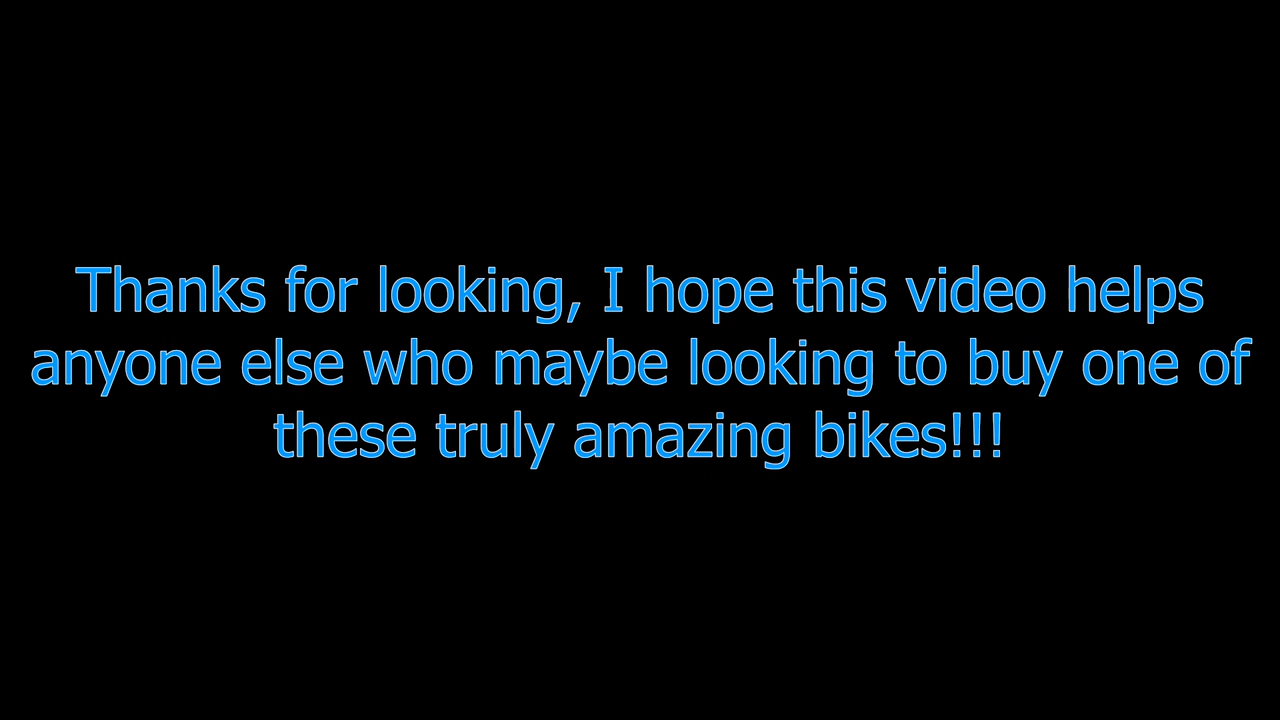 Thanks for looking, I hope this video helps
anyone else who maybe looking to buy one of
these truly amazing bikes!!!